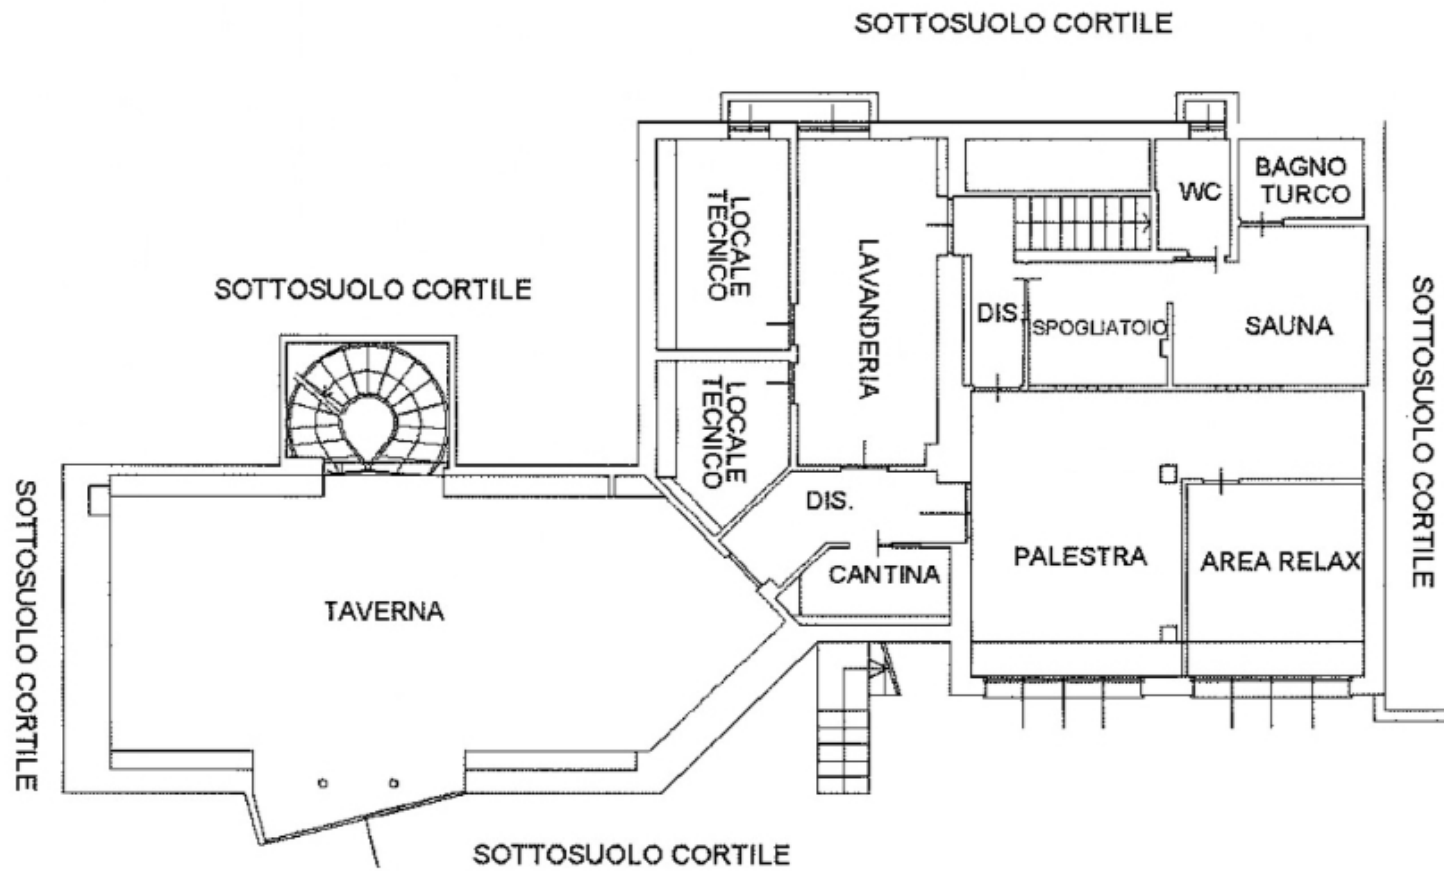 SOTTOSUOLO CORTILE
BAGNO
TURCO
WC
LOCALE
TECNICO
LAVANDERIA
SOTTOSUOLO CORTILE
DIS.
SPOGLIATOIO
SAUNA
SOTTOSUOLO CORTILE
LOCALE
TECNICO
DIS.
SOTTOSUOLO CORTILE
PALESTRA
AREA RELAX
CANTINA
TAVERNA
SOTTOSUOLO CORTILE